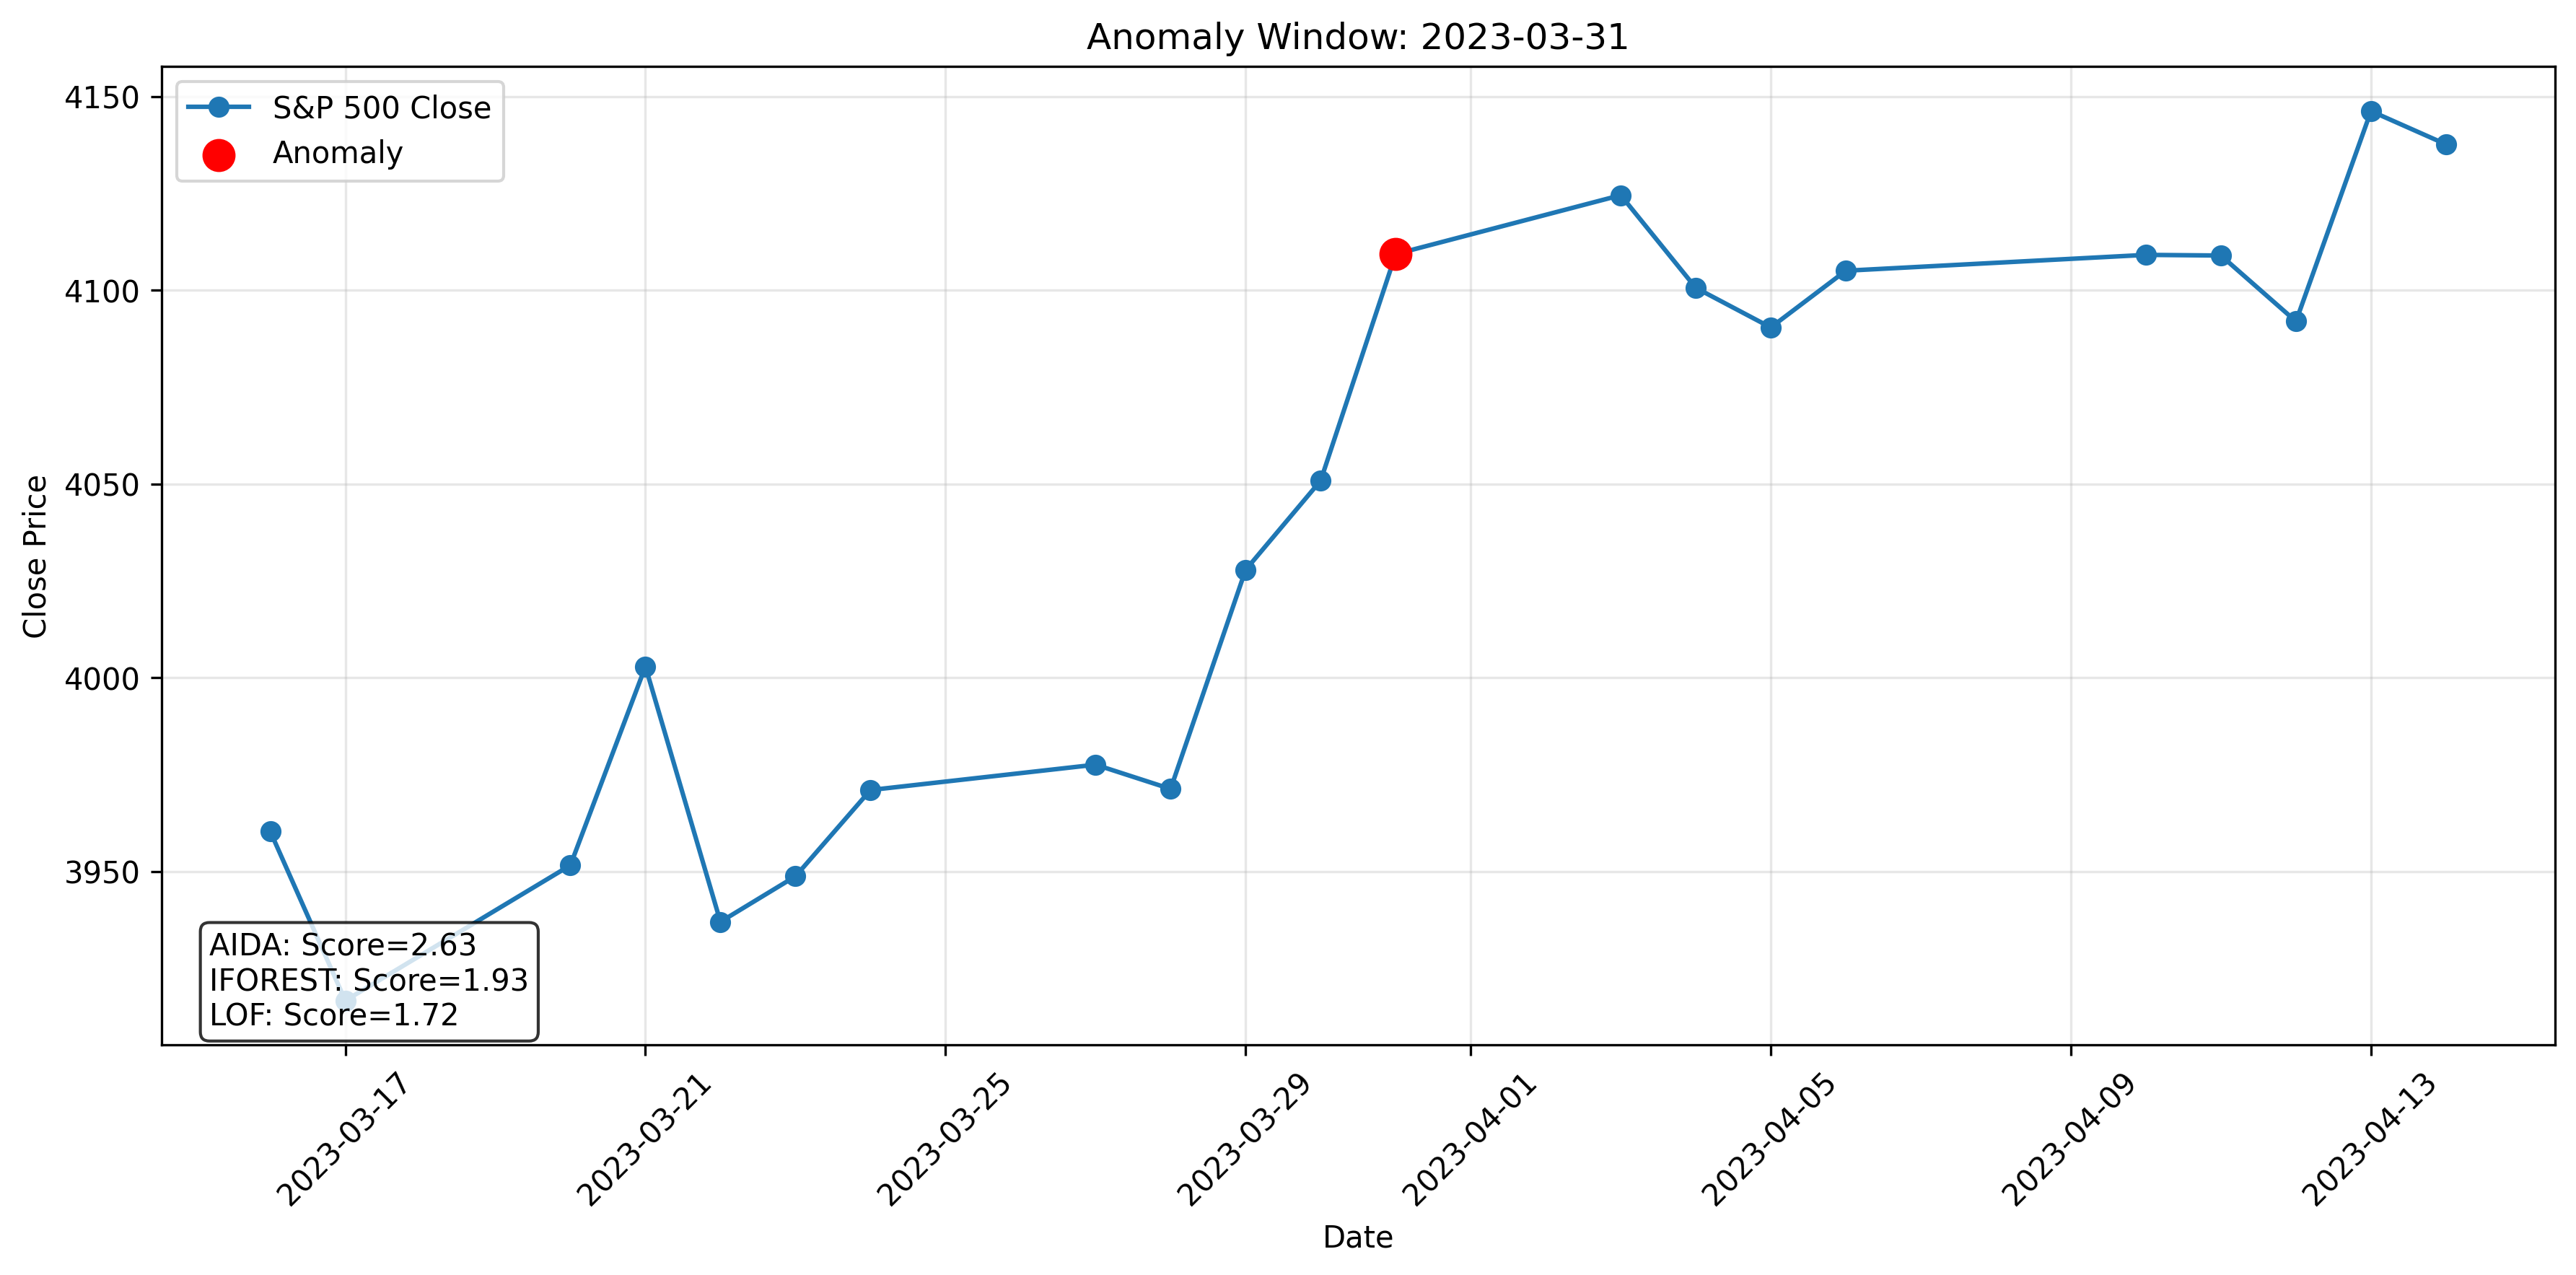 Anomaly Window: 2023-03-31
S&P 500 Close
Anomaly
4150
4100
4050
4000
3950
Close Price
AIDA: Score=2.63
IFOREST: Score=1.93
LOF: Score=1.72
2023-03-17
2023-03-21
2023-03-25
2023-03-29
2023-04-01
2023-04-05
2023-04-09
2023-04-13
Date